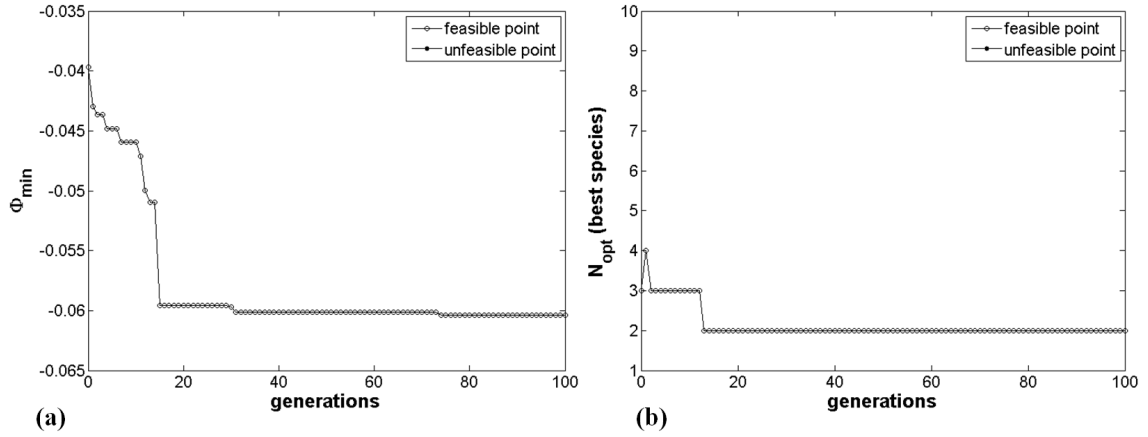 -0.035
-0.04
-0.045
-0.05
-0.055
-0.06
-0.065
Φmin
0 20 40 60 80 100
generations
feasible point
unfeasible point
(a)
10
9
8
7
6
5
4
3
2
1
Nopt (best species)
0 20 40 60 80 100
generations
feasible point
unfeasible point
(b)